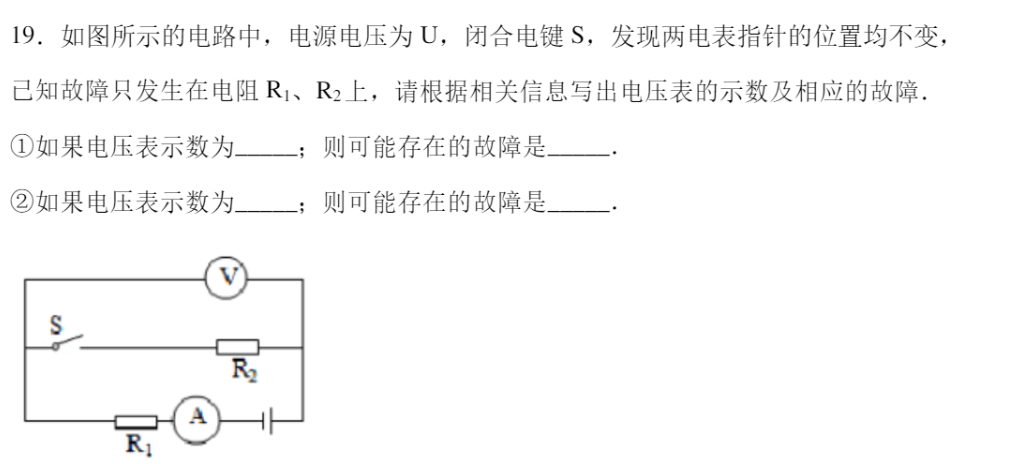 19．如图所示的电路中，电源电压为 U，闭合电键 S，发现两电表指针的位置均不变，
已知故障只发生在电阻 R₁、R₂上，请根据相关信息写出电压表的示数及相应的故障．
①如果电压表示数为_____；则可能存在的故障是_____．
②如果电压表示数为_____；则可能存在的故障是_____．
V
S
R₂
A
R₁